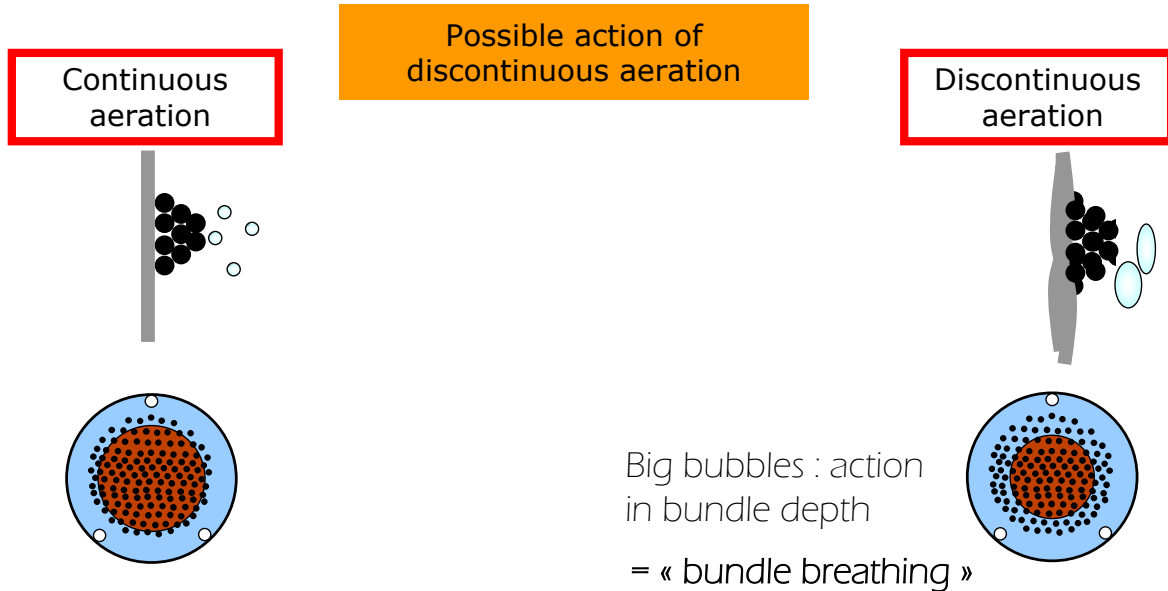 Possible action of
discontinuous aeration
Continuous
aeration
Discontinuous
aeration
Big bubbles : action
in bundle depth
= « bundle breathing »